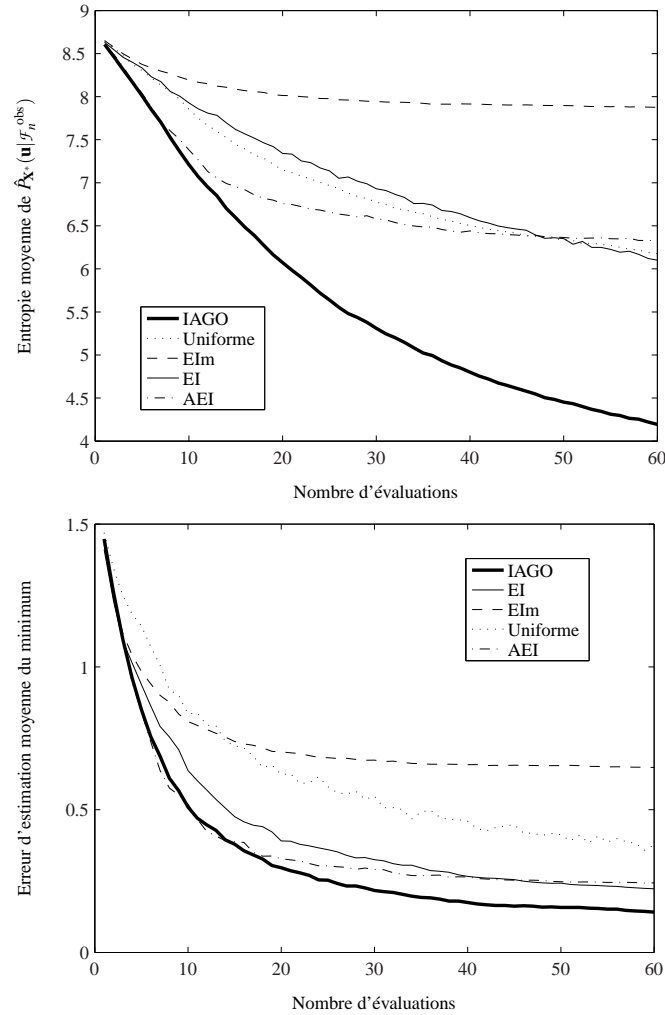 9
8.5
8
7.5
7
6.5
6
5.5
5
4.5
4
Entropie moyenne de P̂_X*(u|F_n^obs)
IAGO
Uniforme
EIm
EI
AEI
0
10
20
30
40
50
60
Nombre d'évaluations
1.5
1
0.5
0
Erreur d'estimation moyenne du minimum
IAGO
EI
EIm
Uniforme
AEI
0
10
20
30
40
50
60
Nombre d'évaluations